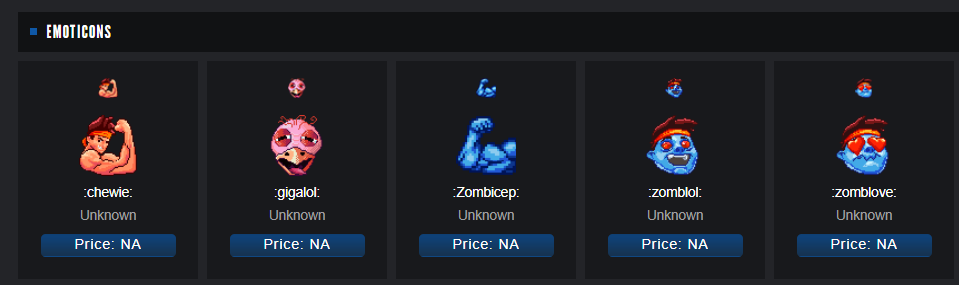 EMOTICONS
:chewie: :gigalol: :Zombicep: :zomblol: :zomblove:
Unknown Unknown Unknown Unknown Unknown
Price: NA Price: NA Price: NA Price: NA Price: NA